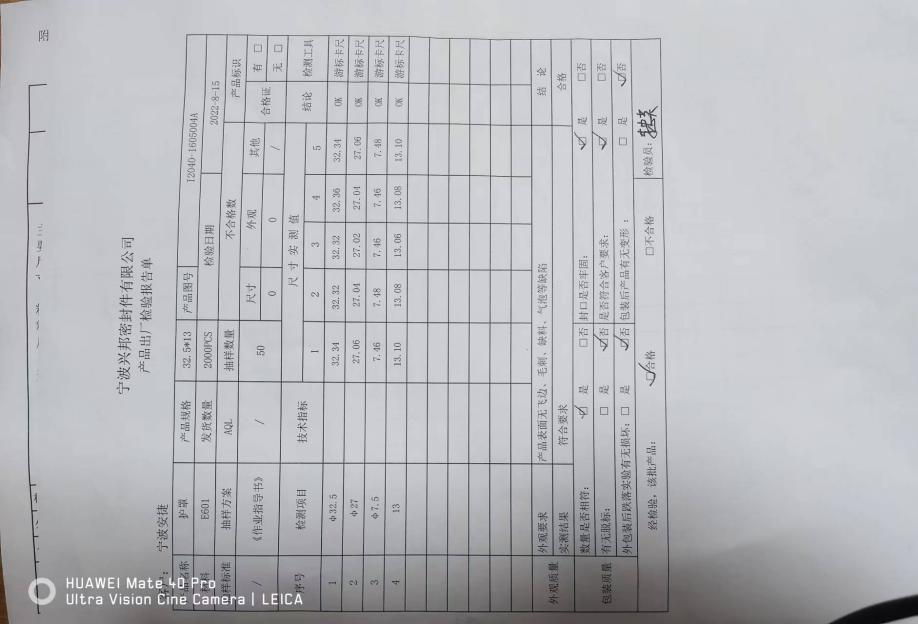 附
宁波兴邦密封件有限公司
产品出厂检验报告单
宁波安捷
品名称 护罩 产品规格 32.5*13 产品图号 T2040-1605004A
料 E601 发货数量 2000PCS 检验日期 2022-8-15
样标准 抽样方案 AQL 抽样数量 不合格数 产品标识
/ 《作业指导书》 / 50 尺寸 外观 其他 合格证 有 □
0 0 / 无 □
序号 检测项目 技术指标 尺寸实测值 结论 检测工具
1 2 3 4 5
1 Φ32.5 32.34 32.32 32.32 32.36 32.34 OK 游标卡尺
2 Φ27 27.06 27.04 27.02 27.04 27.06 OK 游标卡尺
3 Φ7.5 7.46 7.48 7.46 7.46 7.48 OK 游标卡尺
4 13 13.10 13.08 13.06 13.08 13.10 OK 游标卡尺
外观质量 外观要求 产品表面无飞边、毛刺、缺料、气泡等缺陷 结论
实测结果 符合要求 合格
包装质量 数量是否相符: ☑ 是 □否 封口是否牢固: ☑ 是 □否
有无脱标: □ 是 ☑否 是否符合客户要求: ☑ 是 □否
外包装后跌落实验有无损坏: □ 是 ☑否 包装后产品有无变形: □ 是 ☑否
经检验, 该批产品: ☑合格 □不合格 检验员:
HUAWEI Mate 40 Pro
Ultra Vision Cine Camera | LEICA